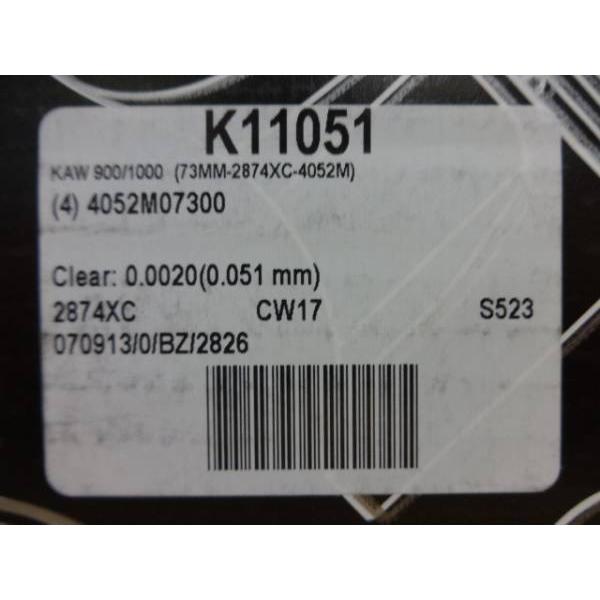 K11051
KAW 900/1000 (73MM-2874XC-4052M)
(4) 4052M07300
Clear: 0.0020(0.051 mm)
2874XC CW17 S523
070913/0/BZ/2826